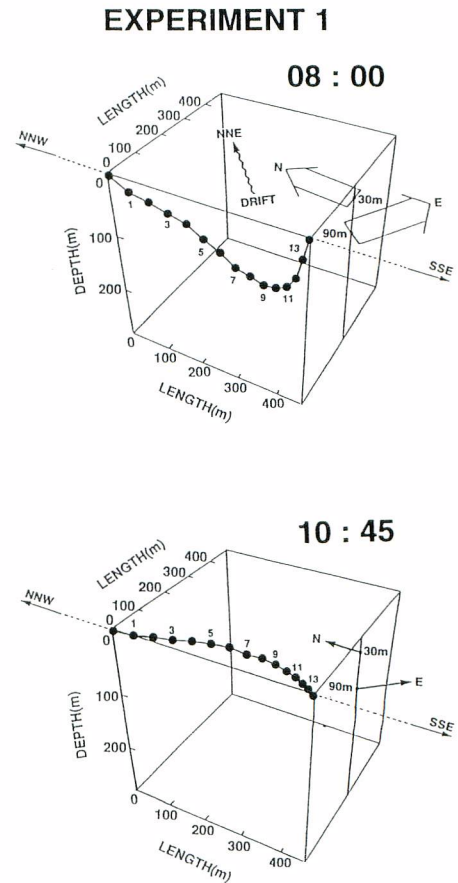 EXPERIMENT 1
08 : 00
LENGTH(m)
400
300
200
100
0
NNW
NNE
DRIFT
N
30m
E
90m
SSE
0
100
200
DEPTH(m)
1
3
5
7
9
11
13
0
100
200
300
400
LENGTH(m)
10 : 45
LENGTH(m)
400
300
200
100
0
NNW
N
30m
E
90m
SSE
0
100
200
DEPTH(m)
1
3
5
7
9
11
13
0
100
200
300
400
LENGTH(m)